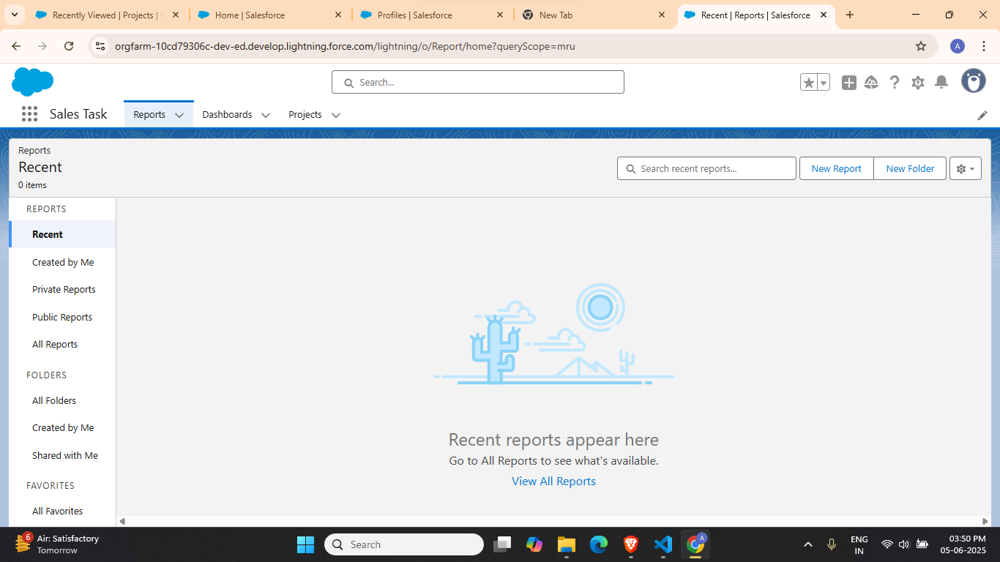 Recently Viewed | Projects | S
Home | Salesforce
Profiles | Salesforce
New Tab
Recent | Reports | Salesforce
orgfarm-10cd79306c-dev-ed.develop.lightning.force.com/lightning/o/Report/home?queryScope=mru
A
Search...
Sales Task
Reports
Dashboards
Projects
Reports
Recent
0 items
Search recent reports...
New Report
New Folder
REPORTS
Recent
Created by Me
Private Reports
Public Reports
All Reports
FOLDERS
All Folders
Created by Me
Shared with Me
FAVORITES
All Favorites
Recent reports appear here
Go to All Reports to see what's available.
View All Reports
6
Air: Satisfactory
Tomorrow
Search
A
ENG
IN
03:50 PM
05-06-2025